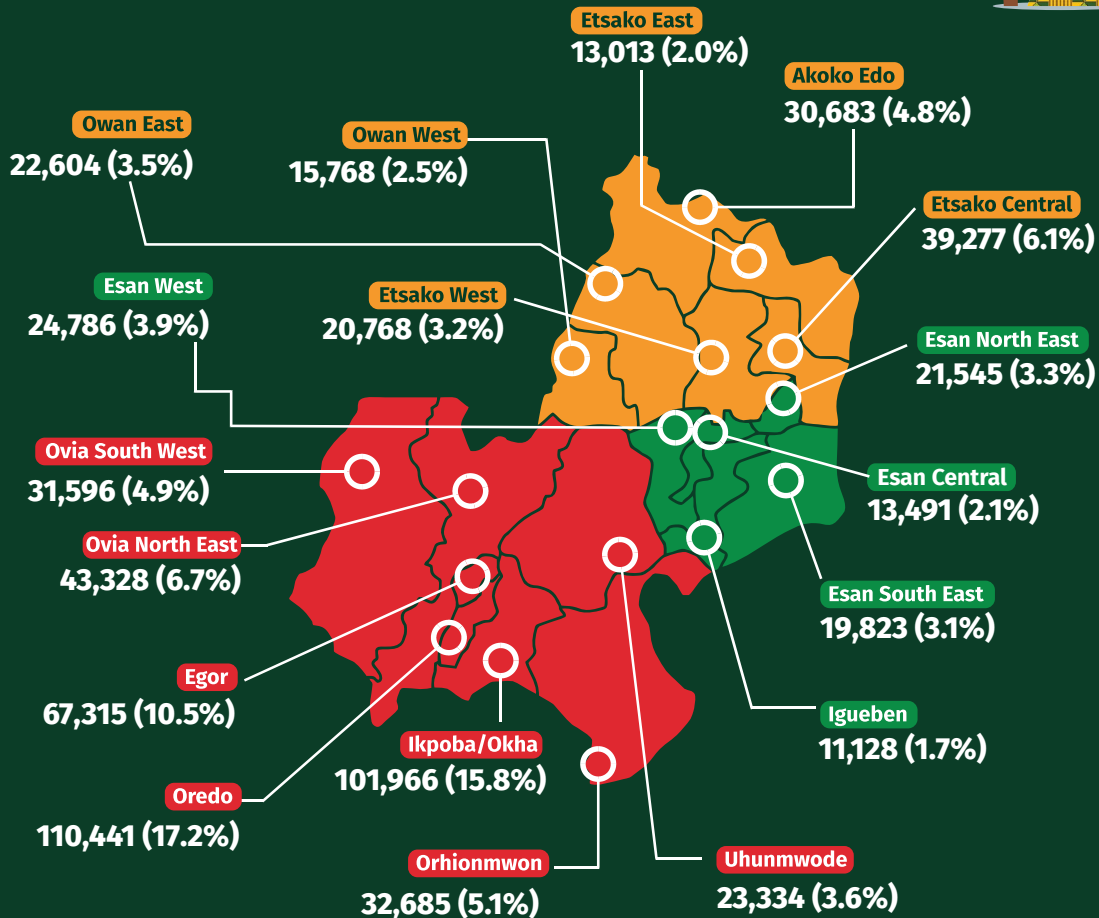 Etsako East
13,013 (2.0%)
Akoko Edo
30,683 (4.8%)
Owan East
22,604 (3.5%)
Owan West
15,768 (2.5%)
Etsako Central
39,277 (6.1%)
Esan West
24,786 (3.9%)
Etsako West
20,768 (3.2%)
Esan North East
21,545 (3.3%)
Ovia South West
31,596 (4.9%)
Esan Central
13,491 (2.1%)
Ovia North East
43,328 (6.7%)
Esan South East
19,823 (3.1%)
Egor
67,315 (10.5%)
Igueben
11,128 (1.7%)
Ikpoba/Okha
101,966 (15.8%)
Oredo
110,441 (17.2%)
Orhionmwon
32,685 (5.1%)
Uhunmwode
23,334 (3.6%)